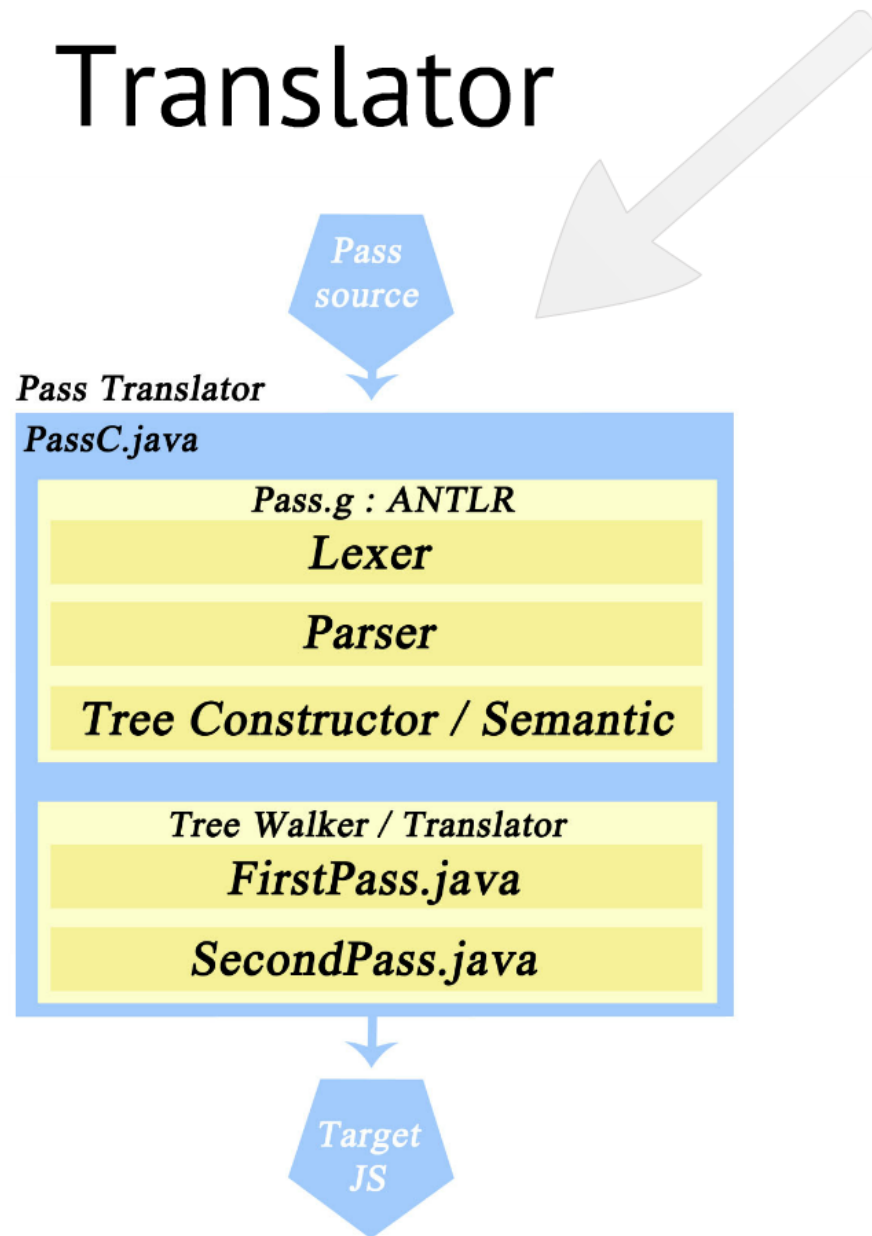 Translator
Pass
source
Pass Translator
PassC.java
Pass.g : ANTLR
Lexer
Parser
Tree Constructor / Semantic
Tree Walker / Translator
FirstPass.java
SecondPass.java
Target
JS